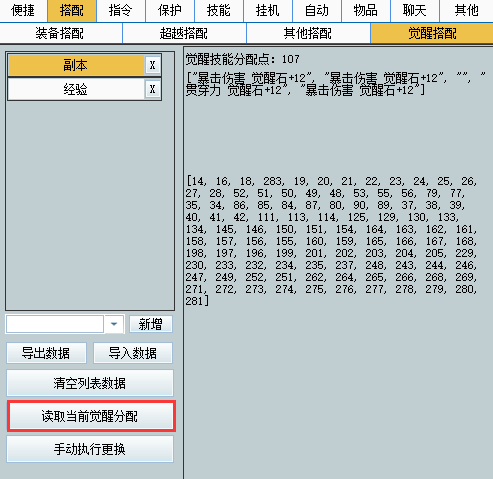 便捷 搭配 指令 保护 技能 挂机 自动 物品 聊天 其他
装备搭配 超越搭配 其他搭配 觉醒搭配
副本 X
经验 X
新增
导出数据 导入数据
清空列表数据
读取当前觉醒分配
手动执行更换
觉醒技能分配点：107
["暴击伤害 觉醒石+12", "暴击伤害 觉醒石+12", "", "
贯穿力 觉醒石+12", "暴击伤害 觉醒石+12"]
[14, 16, 18, 283, 19, 20, 21, 22, 23, 24, 25, 26,
27, 28, 52, 51, 50, 49, 48, 53, 55, 56, 79, 77,
35, 34, 86, 85, 84, 87, 80, 90, 89, 37, 38, 39,
40, 41, 42, 111, 113, 114, 125, 129, 130, 133,
134, 145, 146, 150, 151, 154, 164, 163, 162, 161,
158, 157, 156, 155, 160, 159, 165, 166, 167, 168,
198, 197, 196, 199, 201, 202, 203, 204, 205, 229,
230, 233, 232, 234, 235, 237, 248, 243, 244, 246,
247, 249, 252, 251, 262, 264, 265, 266, 268, 269,
271, 272, 273, 274, 275, 276, 277, 278, 279, 280,
281]